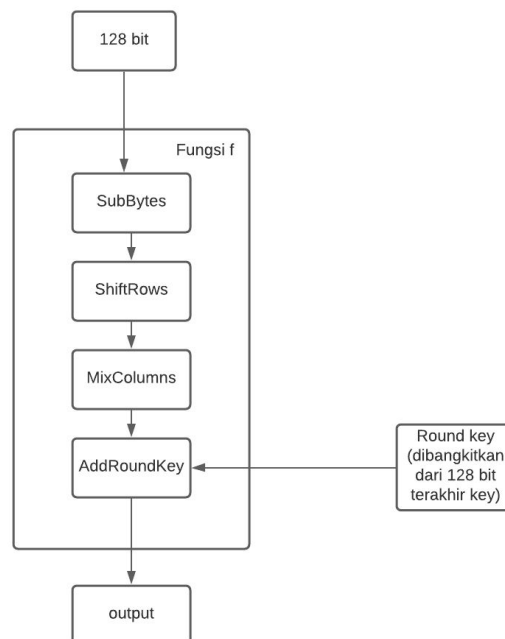 128 bit
Fungsi f
SubBytes
ShiftRows
MixColumns
AddRoundKey
Round key
(dibangkitkan
dari 128 bit
terakhir key)
output